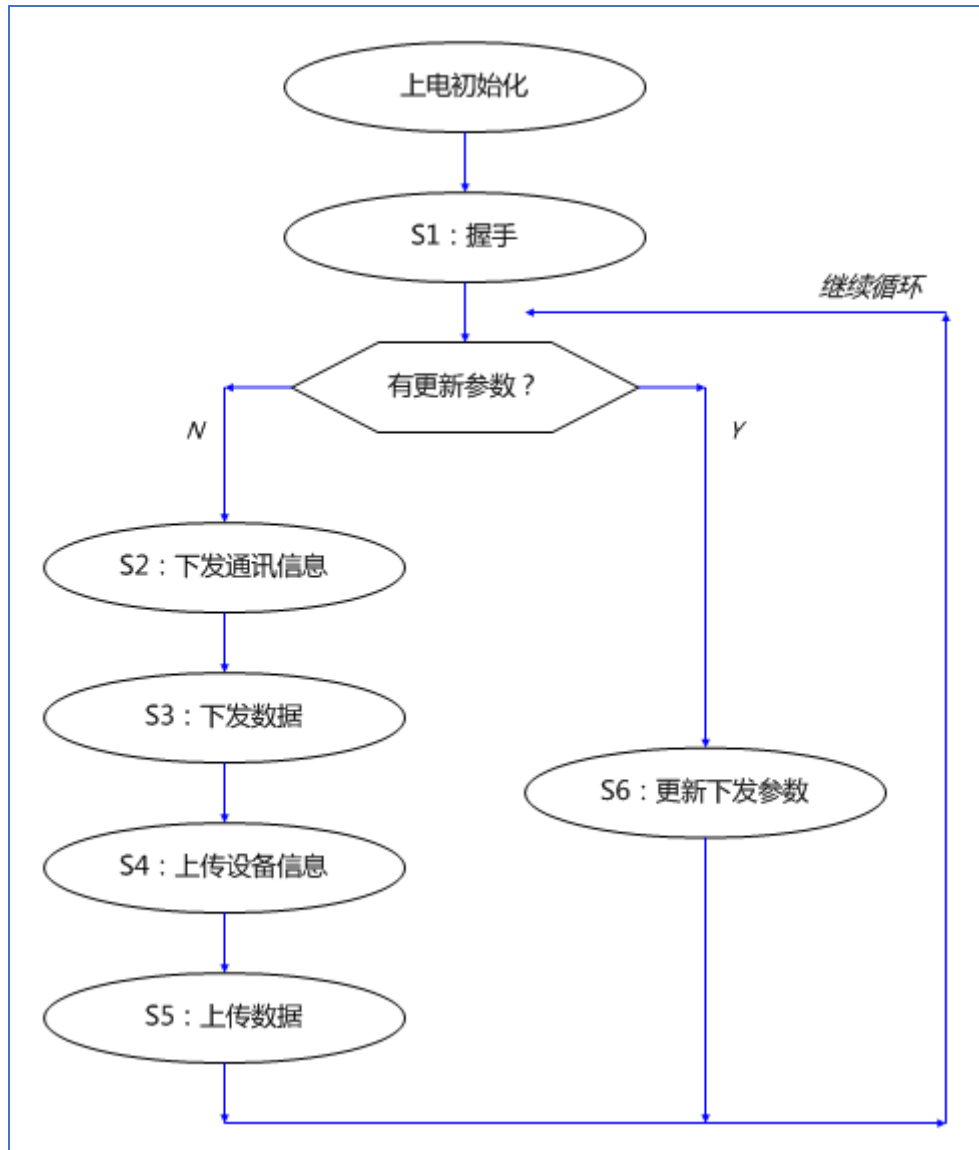 上电初始化
S1：握手
继续循环
有更新参数？
N
Y
S2：下发通讯信息
S3：下发数据
S6：更新下发参数
S4：上传设备信息
S5：上传数据